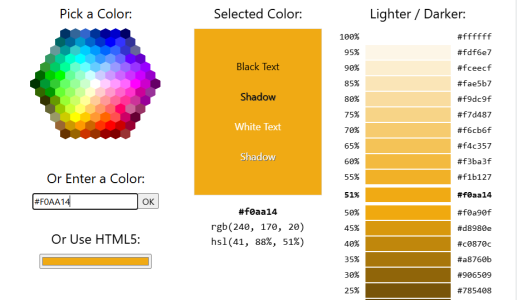 Pick a Color:
Or Enter a Color:
#F0AA14 OK
Or Use HTML5:
Selected Color:
Black Text
Shadow
White Text
Shadow
#f0aa14
rgb(240, 170, 20)
hsl(41, 88%, 51%)
Lighter / Darker:
100% #ffffff
95% #fdf6e7
90% #fceecf
85% #fae5b7
80% #f9dc9f
75% #f7d487
70% #f6cb6f
65% #f4c357
60% #f3ba3f
55% #f1b127
51% #f0aa14
50% #f0a90f
45% #d8980e
40% #c0870c
35% #a8760b
30% #906509
25% #785408